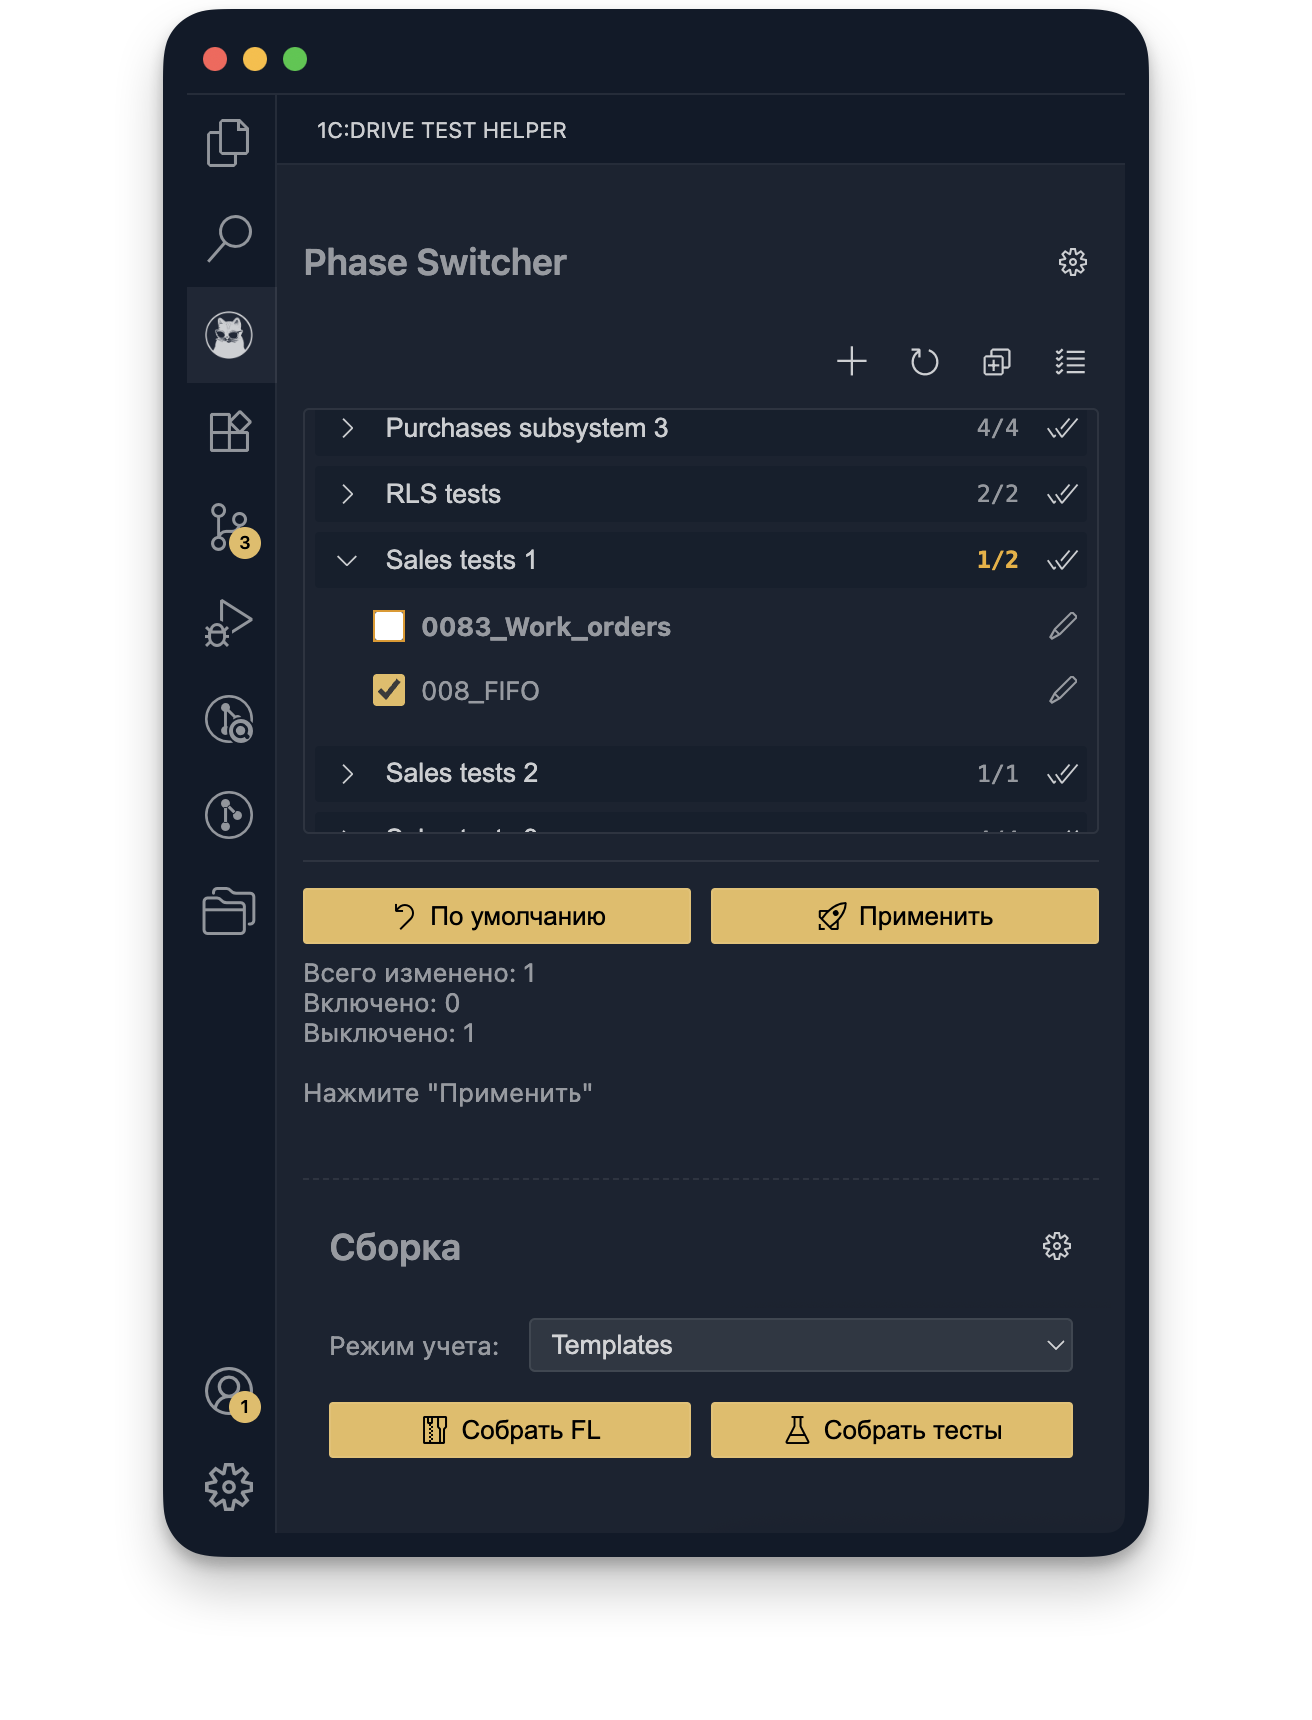 1C:DRIVE TEST HELPER
Phase Switcher
Purchases subsystem 3 4/4
RLS tests 2/2
Sales tests 1 1/2
0083_Work_orders
008_FIFO
Sales tests 2 1/1
3
По умолчанию Применить
Всего изменено: 1
Включено: 0
Выключено: 1
Нажмите "Применить"
Сборка
Режим учета: Templates
1
Собрать FL Собрать тесты